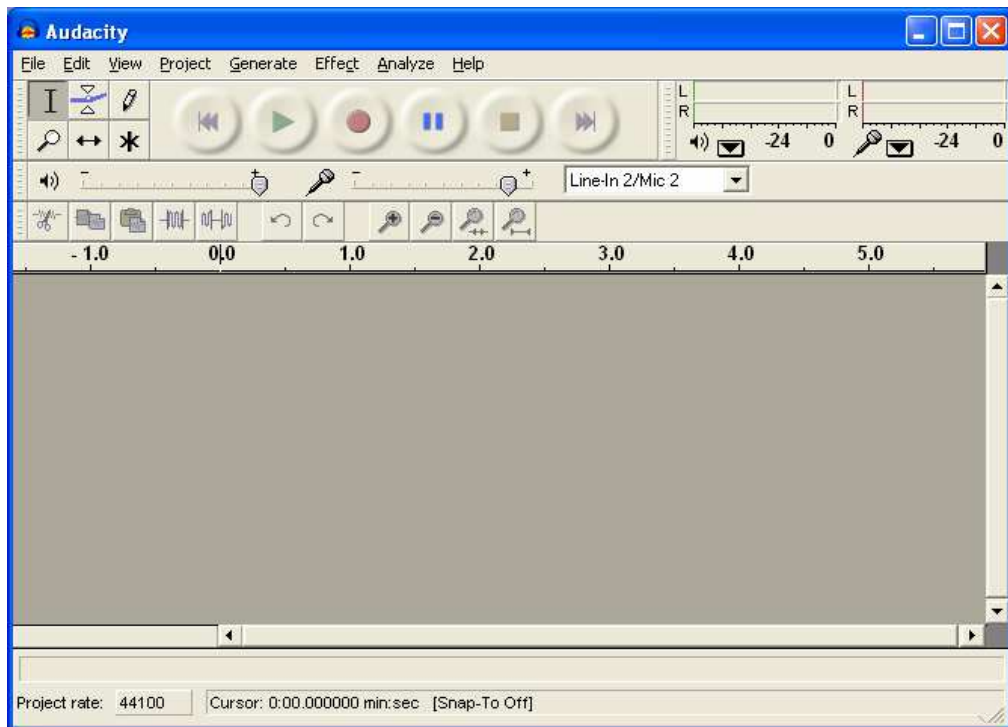 Audacity
File Edit View Project Generate Effect Analyze Help
L
R
-24 0
L
R
-24 0
- +
- +
Line-In 2/Mic 2
- 1.0 0.0 1.0 2.0 3.0 4.0 5.0
Project rate: 44100 Cursor: 0:00.000000 min:sec [Snap-To Off]